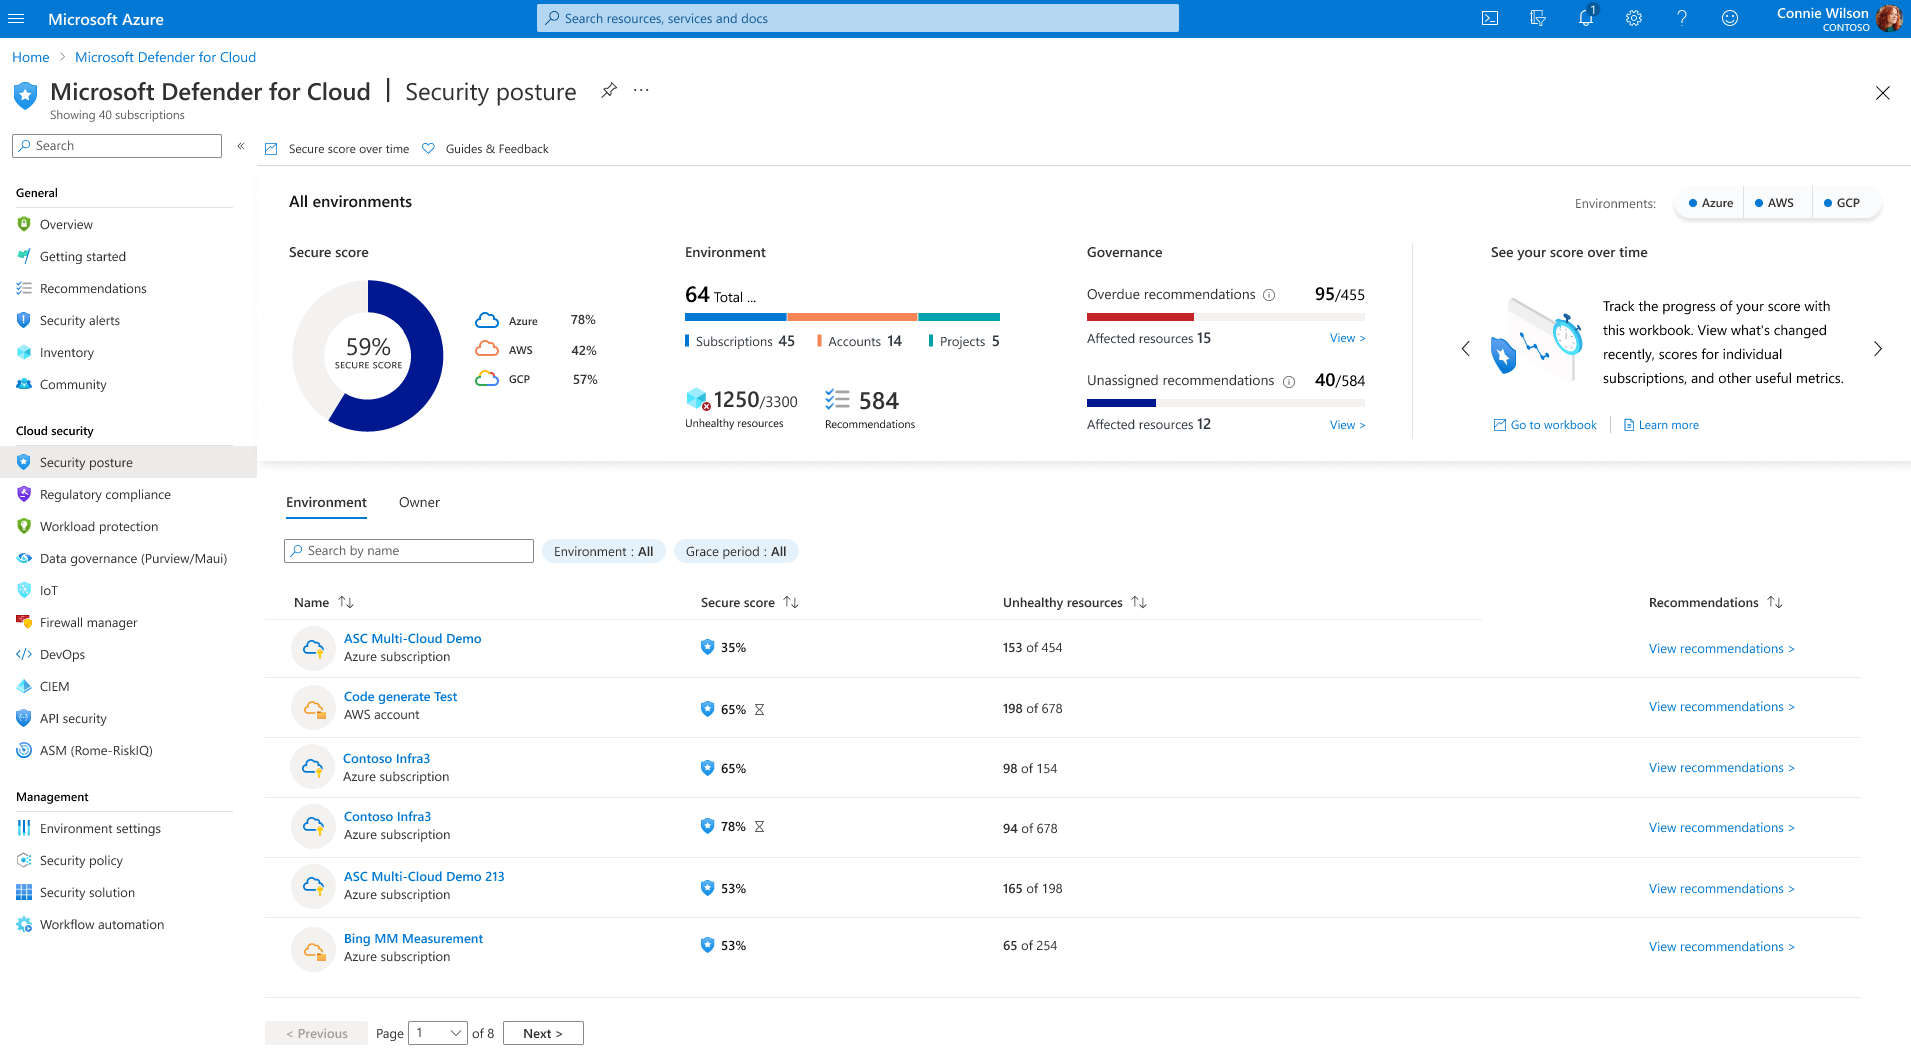 Microsoft Azure
Search resources, services and docs
1
Connie Wilson
CONTOSO
Home > Microsoft Defender for Cloud
Microsoft Defender for Cloud | Security posture
...
Showing 40 subscriptions
Search
«
Secure score over time
Guides & Feedback
General
Overview
Getting started
Recommendations
Security alerts
Inventory
Community
Cloud security
Security posture
Regulatory compliance
Workload protection
Data governance (Purview/Maui)
IoT
Firewall manager
DevOps
CIEM
API security
ASM (Rome-RiskIQ)
Management
Environment settings
Security policy
Security solution
Workflow automation
All environments
Environments:
Azure
AWS
GCP
Secure score
59%
SECURE SCORE
Azure 78%
AWS 42%
GCP 57%
Environment
64 Total ...
Subscriptions 45
Accounts 14
Projects 5
1250/3300
Unhealthy resources
584
Recommendations
Governance
Overdue recommendations 95/455
Affected resources 15 View >
Unassigned recommendations 40/584
Affected resources 12 View >
See your score over time
Track the progress of your score with
this workbook. View what's changed
recently, scores for individual
subscriptions, and other useful metrics.
Go to workbook
Learn more
Environment
Owner
Search by name
Environment : All
Grace period : All
Name ↑↓ Secure score ↑↓ Unhealthy resources ↑↓ Recommendations ↑↓
ASC Multi-Cloud Demo
Azure subscription
35% 153 of 454 View recommendations >
Code generate Test
AWS account
65% 198 of 678 View recommendations >
Contoso Infra3
Azure subscription
65% 98 of 154 View recommendations >
Contoso Infra3
Azure subscription
78% 94 of 678 View recommendations >
ASC Multi-Cloud Demo 213
Azure subscription
53% 165 of 198 View recommendations >
Bing MM Measurement
Azure subscription
53% 65 of 254 View recommendations >
< Previous Page 1 of 8 Next >